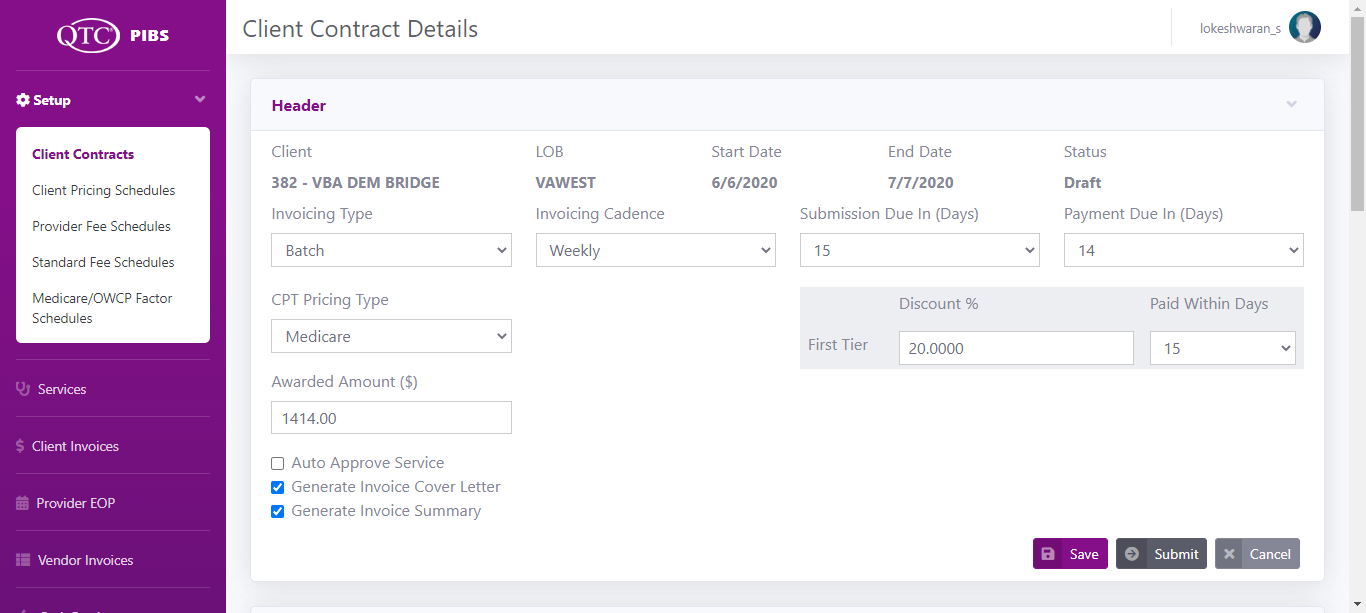 QTC PIBS
Client Contract Details
lokeshwaran_s
Setup
Client Contracts
Client Pricing Schedules
Provider Fee Schedules
Standard Fee Schedules
Medicare/OWCP Factor
Schedules
Services
Client Invoices
Provider EOP
Vendor Invoices
Header
Client LOB Start Date End Date Status
382 - VBA DEM BRIDGE VAWEST 6/6/2020 7/7/2020 Draft
Invoicing Type Invoicing Cadence Submission Due In (Days) Payment Due In (Days)
Batch Weekly 15 14
CPT Pricing Type Discount % Paid Within Days
Medicare First Tier 20.0000 15
Awarded Amount ($)
1414.00
Auto Approve Service
Generate Invoice Cover Letter
Generate Invoice Summary
Save Submit Cancel